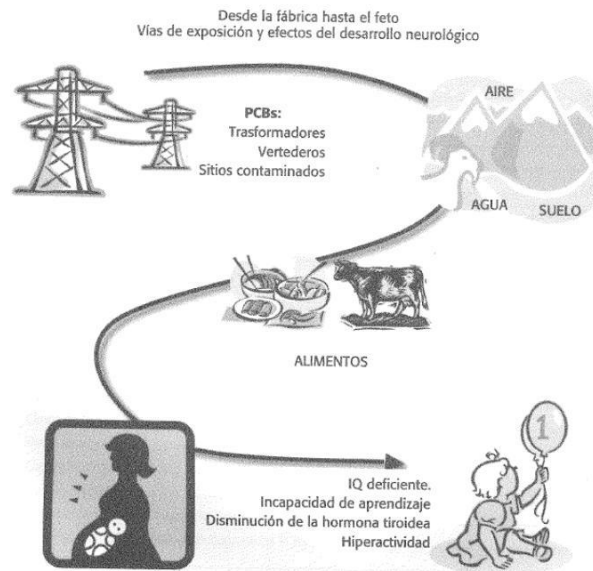 Desde la fábrica hasta el feto
Vías de exposición y efectos del desarrollo neurológico
PCBs:
Trasformadores
Vertederos
Sitios contaminados
AIRE
AGUA
SUELO
ALIMENTOS
1
IQ deficiente.
Incapacidad de aprendizaje
Disminución de la hormona tiroidea
Hiperactividad